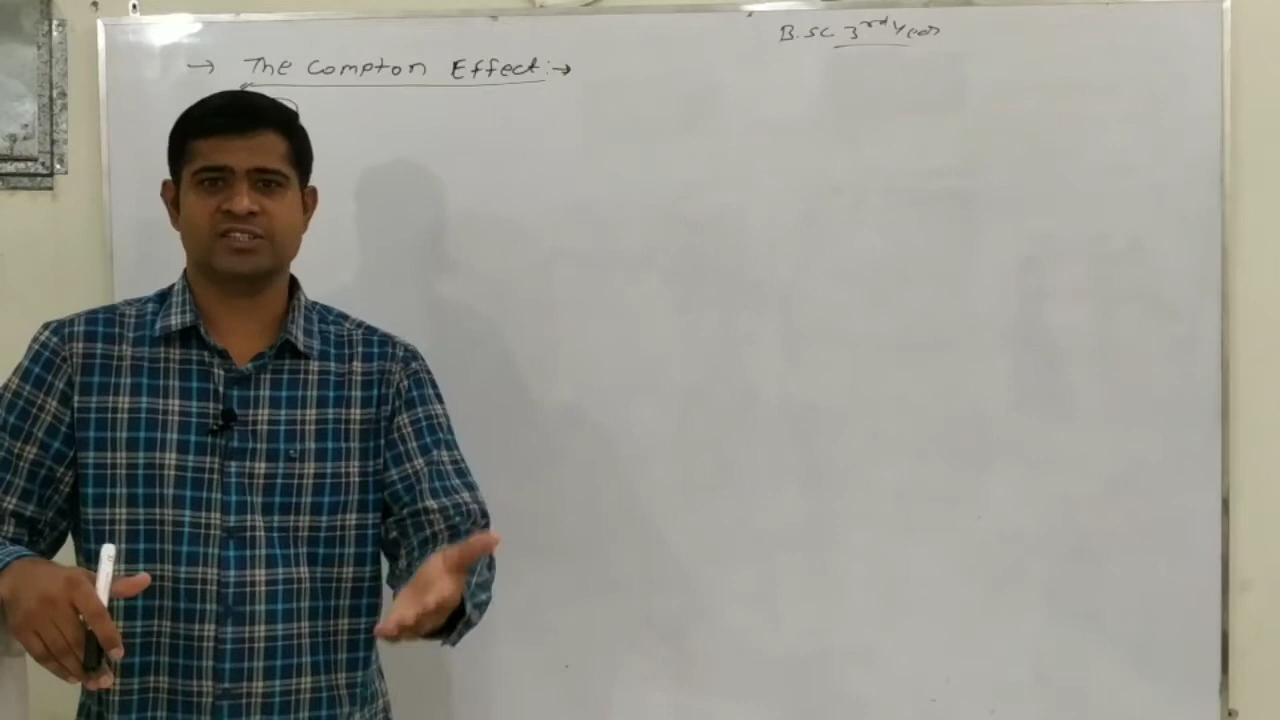 B.SC 3rd Year
→ The Compton Effect:→